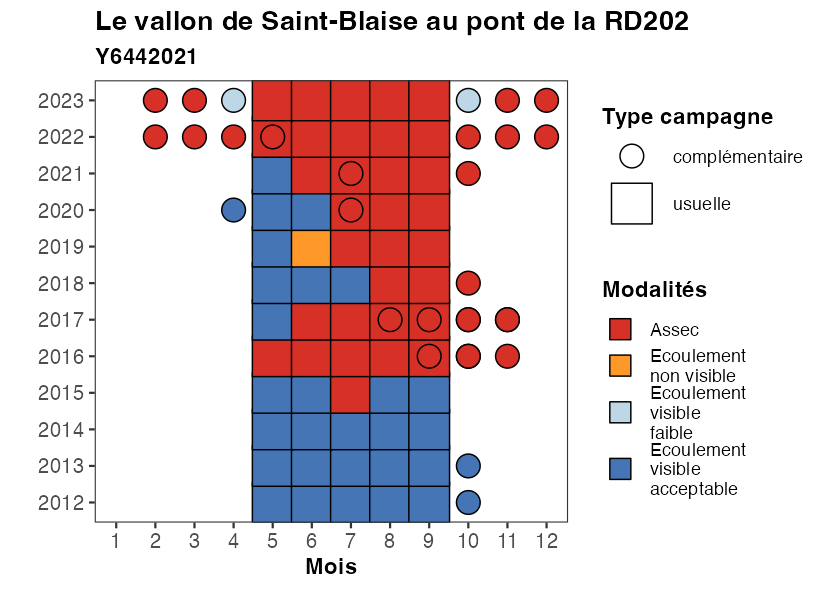 Le vallon de Saint-Blaise au pont de la RD202
Y6442021
2023
2022
2021
2020
2019
2018
2017
2016
2015
2014
2013
2012
1 2 3 4 5 6 7 8 9 10 11 12
Mois
Type campagne
complémentaire
usuelle
Modalités
Assec
Ecoulement
non visible
Ecoulement
visible
faible
Ecoulement
visible
acceptable